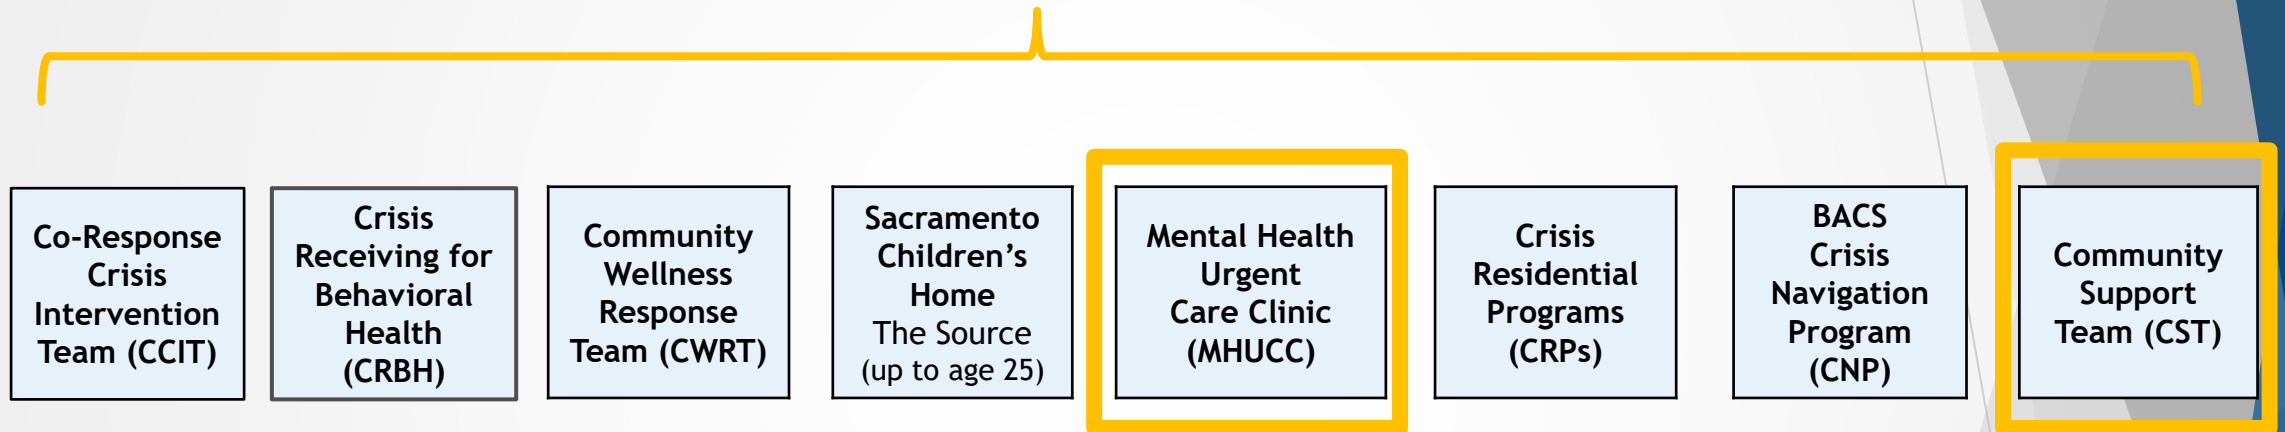 Co-Response
Crisis
Intervention
Team (CCIT)
Crisis
Receiving for
Behavioral
Health
(CRBH)
Community
Wellness
Response
Team (CWRT)
Sacramento
Children’s
Home
The Source
(up to age 25)
Mental Health
Urgent
Care Clinic
(MHUCC)
Crisis
Residential
Programs
(CRPs)
BACS
Crisis
Navigation
Program
(CNP)
Community
Support
Team (CST)